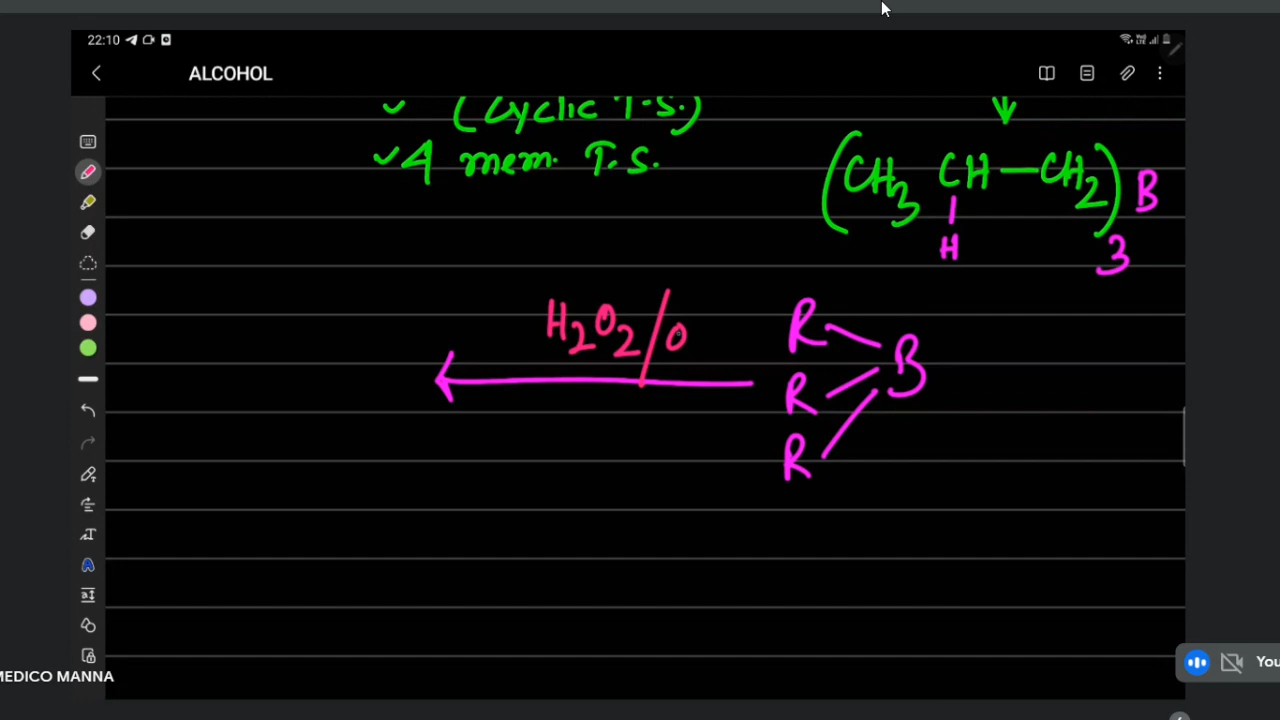 22:10
ALCOHOL
(Cyclic T.S.)
4 mem. T.S.
(CH3 CH—CH2)3 B
H
H2O2/O
R
R B
R
MEDICO MANNA
You